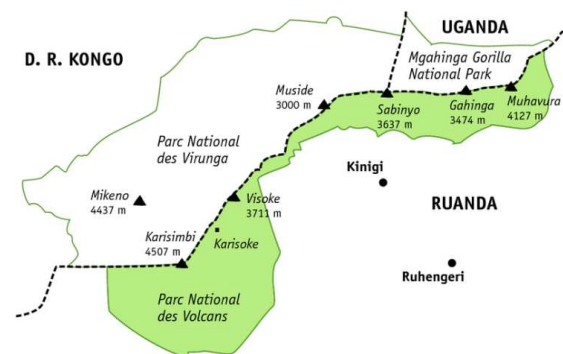 UGANDA
D. R. KONGO
Mgahinga Gorilla
National Park
Muside
3000 m
Sabinyo
3637 m
Gahinga
3474 m
Muhavura
4127 m
Parc National
des Virunga
Kinigi
Mikeno
4437 m
Visoke
3711 m
RUANDA
Karisimbi
4507 m
Karisoke
Ruhengeri
Parc National
des Volcans